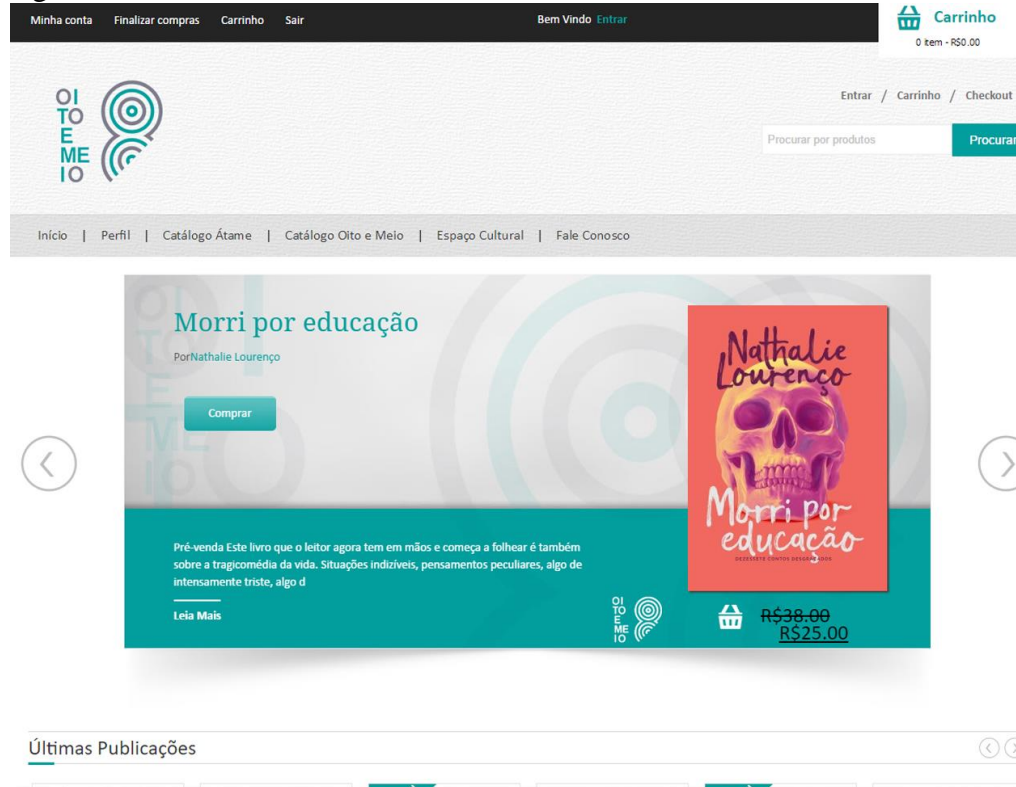 Minha conta Finalizar compras Carrinho Sair Bem Vindo Entrar
Carrinho
0 item - R$0.00
OI
TO
E
ME
IO
Entrar / Carrinho / Checkout
Procurar por produtos Procurar
Início | Perfil | Catálogo Átame | Catálogo Oito e Meio | Espaço Cultural | Fale Conosco
Morri por educação
PorNathalie Lourenço
Comprar
Nathalie
Lourenço
Morri por
educação
DEZESSETE CONTOS DESGRAÇADOS
Pré-venda Este livro que o leitor agora tem em mãos e começa a folhear é também
sobre a tragicomédia da vida. Situações indizíveis, pensamentos peculiares, algo de
intensamente triste, algo d
Leia Mais
OI
TO
E
ME
IO
R$38.00
R$25.00
Últimas Publicações